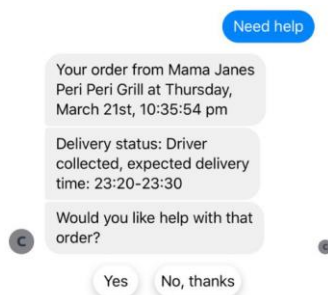 Need help
Your order from Mama Janes
Peri Peri Grill at Thursday,
March 21st, 10:35:54 pm
Delivery status: Driver
collected, expected delivery
time: 23:20-23:30
Would you like help with that
order?
C
Yes
No, thanks